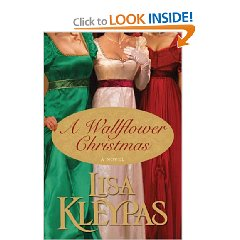 Click to
LOOK INSIDE!
A Wallflower
Christmas
A NOVEL
LISA
KLEYPAS